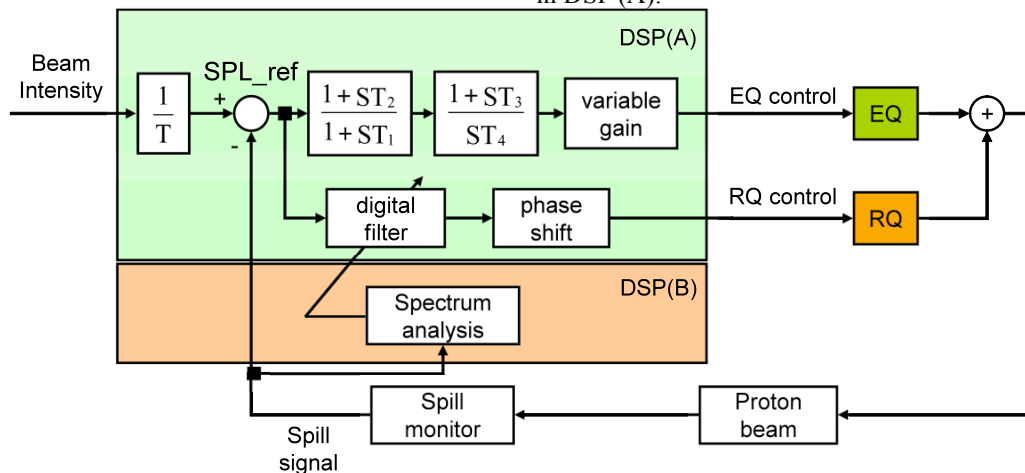 in DSP (A).
DSP(A)
Beam
Intensity
SPL_ref
1
T
+
-
1 + ST₂
1 + ST₁
1 + ST₃
ST₄
variable
gain
EQ control
EQ
+
digital
filter
phase
shift
RQ control
RQ
DSP(B)
Spectrum
analysis
Spill
monitor
Proton
beam
Spill
signal